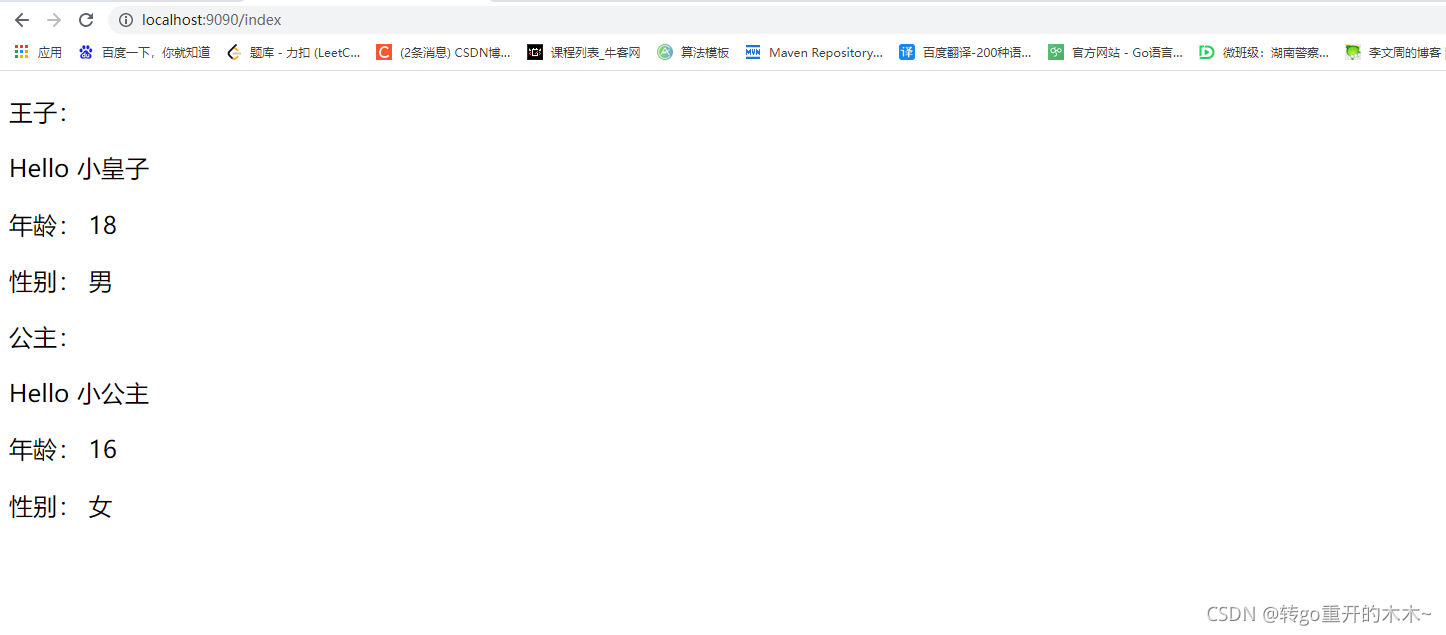 localhost:9090/index
应用 百度一下，你就知道 题库 - 力扣 (LeetC... C (2条消息) CSDN博... 课程列表_牛客网 算法模板 MVN Maven Repository... 译 百度翻译-200种语... go 官方网站 - Go语言... 微班级：湖南警察... 李文周的博客
王子：
Hello 小皇子
年龄： 18
性别： 男
公主：
Hello 小公主
年龄： 16
性别： 女
CSDN @转go重开的木木~